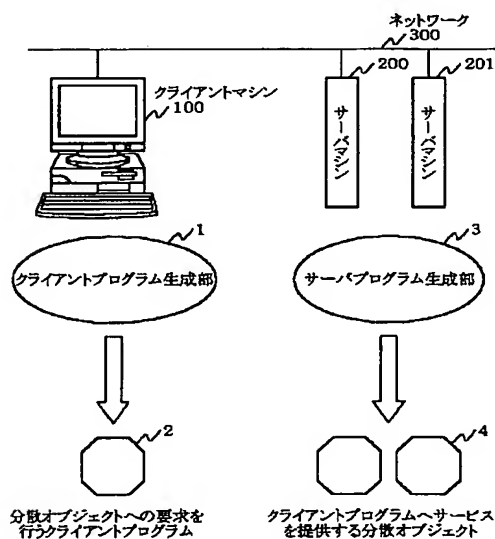 ネットワーク
300
クライアントマシン
100
200
201
サーバマシン
サーバマシン
1
クライアントプログラム生成部
3
サーバプログラム生成部
2
4
分散オブジェクトへの要求を
行うクライアントプログラム
クライアントプログラムへサービス
を提供する分散オブジェクト